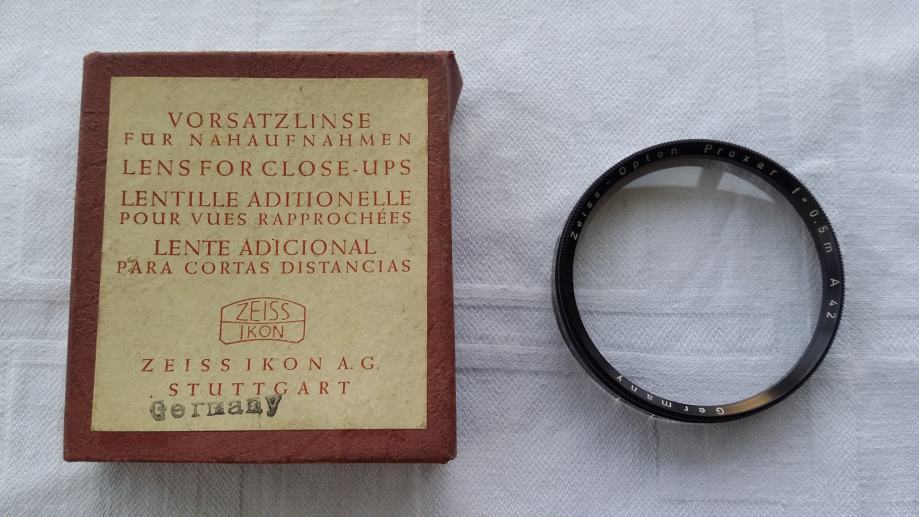 VORSATZLINSE
FÜR NAHAUFNAHMEN
LENS FOR CLOSE-UPS
LENTILLE ADITIONELLE
POUR VUES RAPPROCHÉES
LENTE ADICIONAL
PARA CORTAS DISTANCIAS
ZEISS
IKON
ZEISS IKON A.G.
STUTTGART
Germany
Zeiss-Opton Proxar f=0.5m A 42
Germany